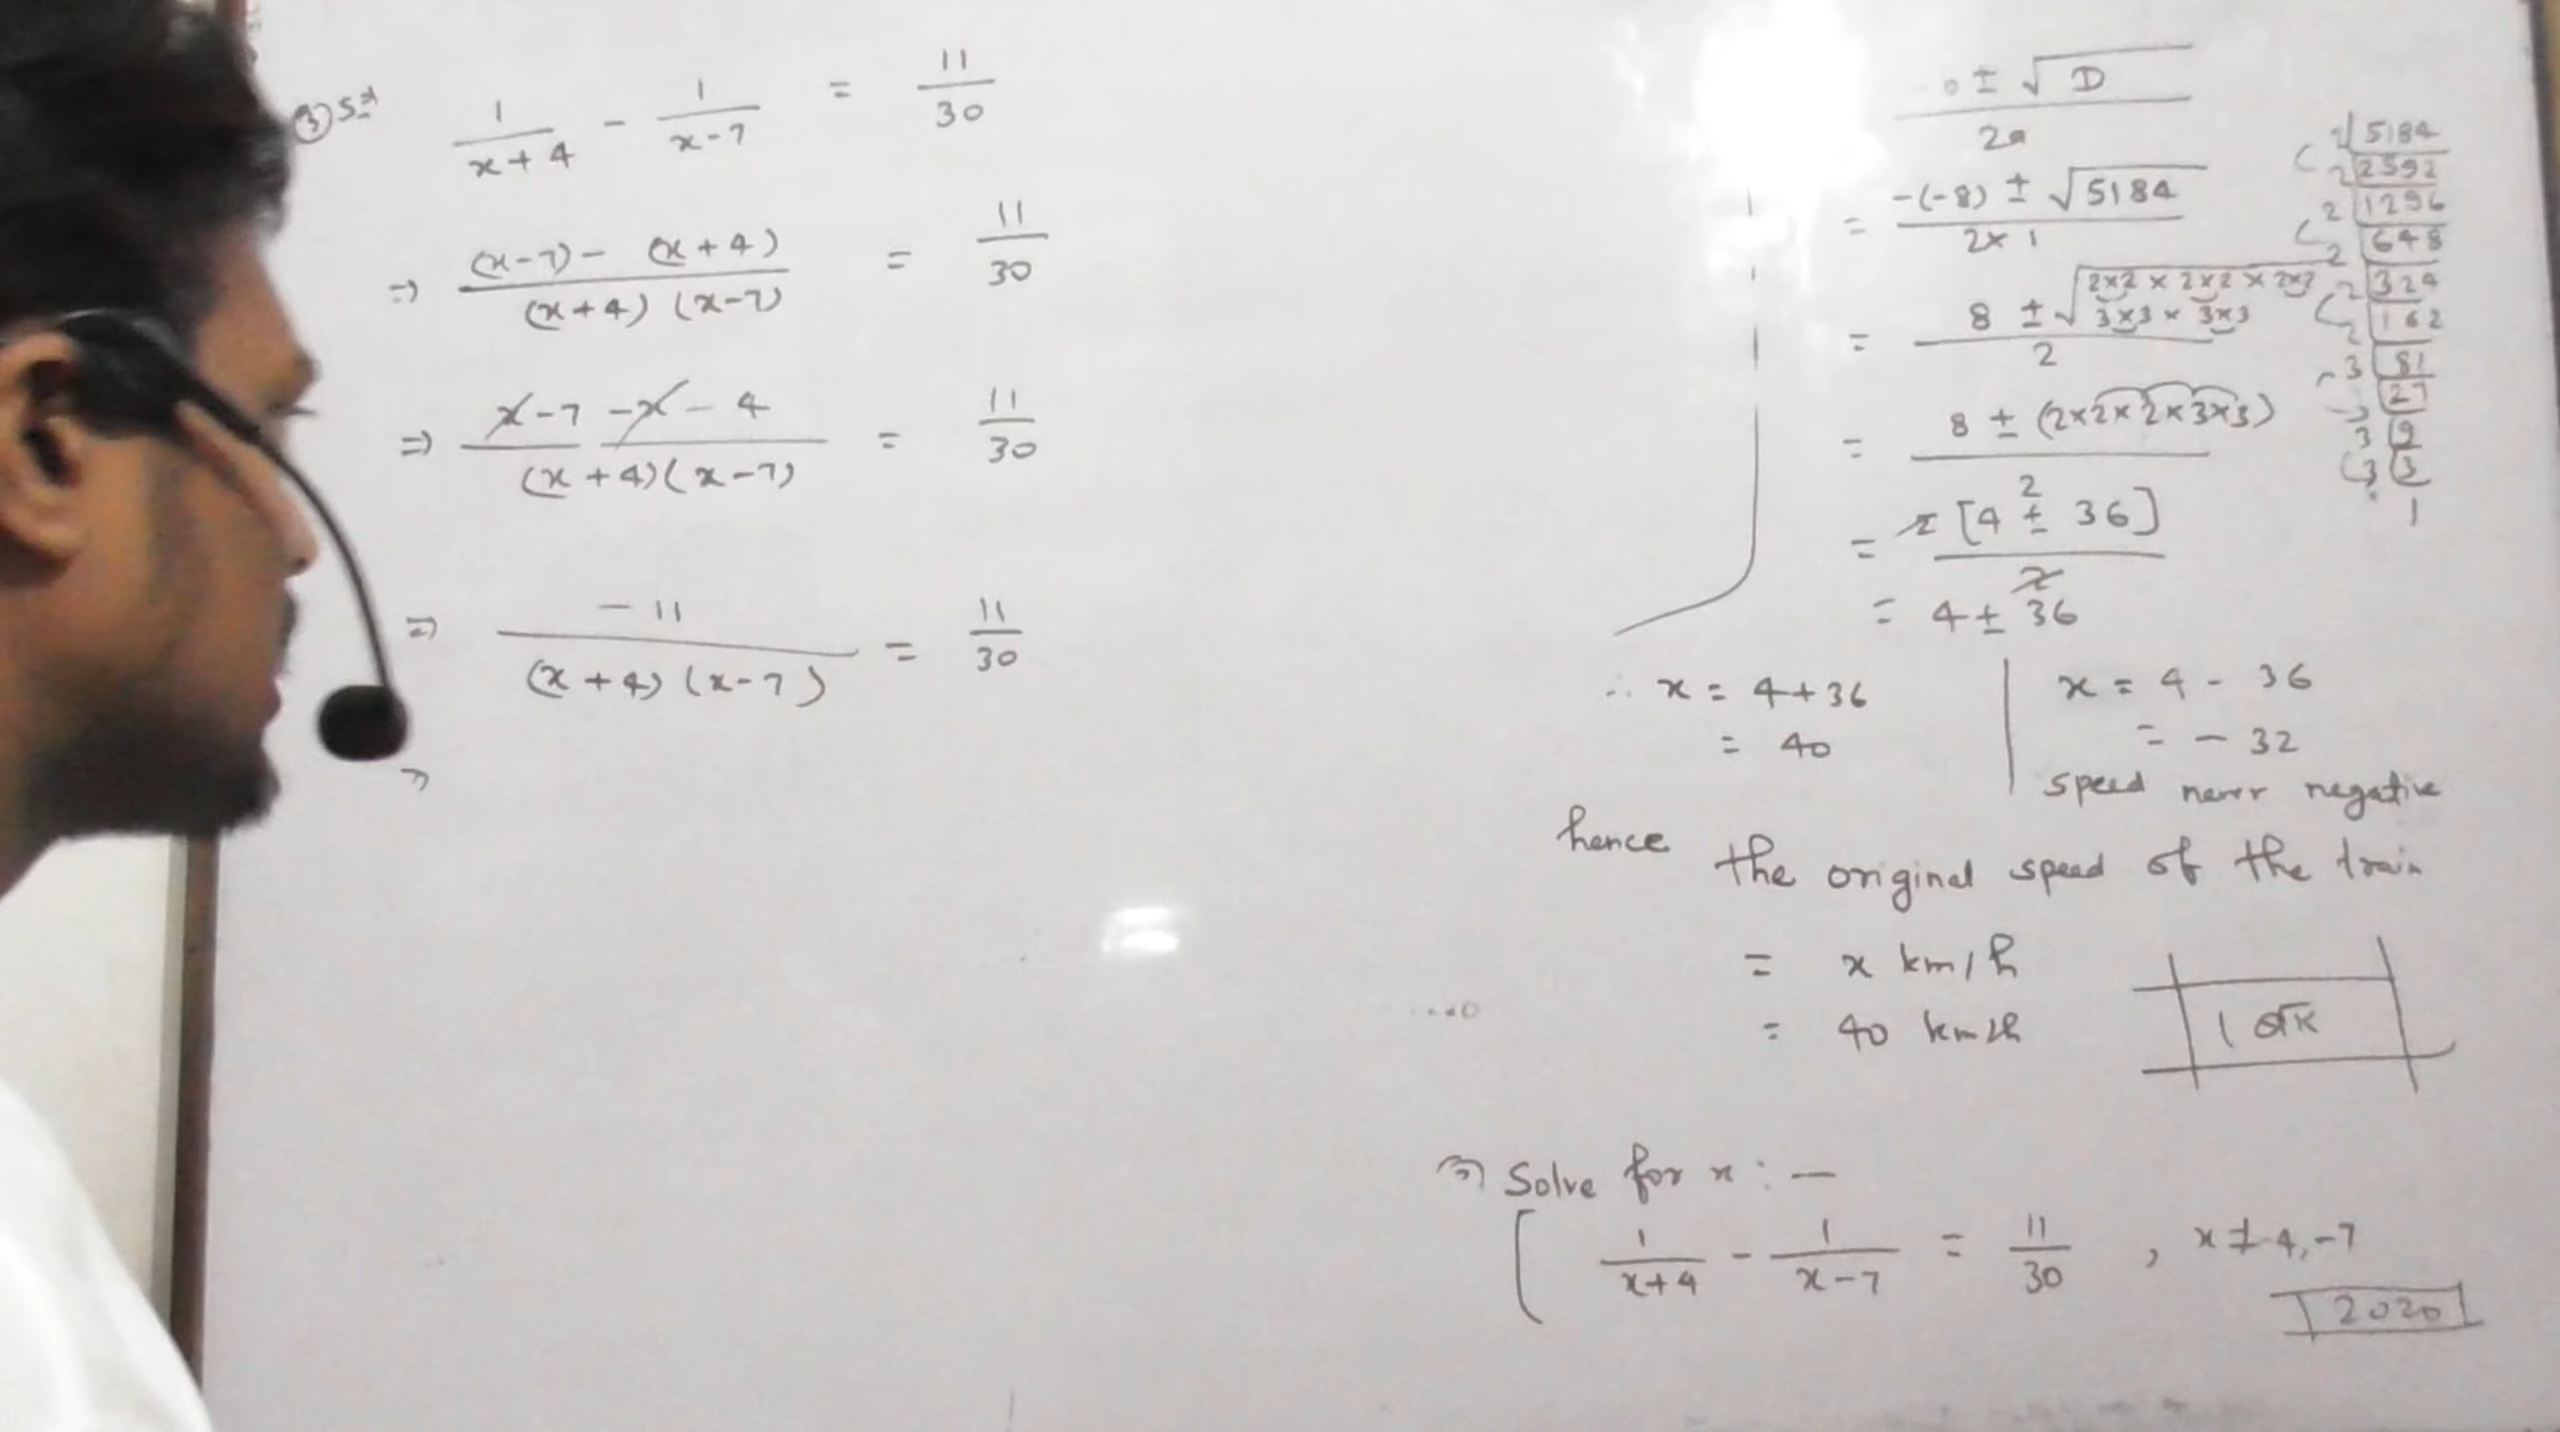 ③ Sol
1/(x+4) - 1/(x-7) = 11/30
⇒ ((x-7) - (x+4))/((x+4)(x-7)) = 11/30
⇒ (x-7-x-4)/((x+4)(x-7)) = 11/30
⇒ -11/((x+4)(x-7)) = 11/30
⇒
± √D / 2a
= (-(-8) ± √5184)/(2×1)
= (8 ± √(2×2×2×2×2×2×3×3×3×3))/2
= (8 ± (2×2×2×3×3))/2
= 2[4 ± 36]/2
= 4 ± 36
2 | 5184
2 | 2592
2 | 1296
2 | 648
2 | 324
2 | 162
3 | 81
3 | 27
3 | 9
3 | 3
1
∴ x = 4+36
= 40
x = 4 - 36
= - 32
speed never negative
hence the original speed of the train
= x km/h
= 40 km/h
3) Solve for x : —
1/(x+4) - 1/(x-7) = 11/30 , x ≠ -4, -7
2020